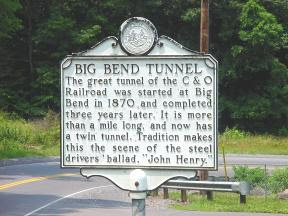 BIG BEND TUNNEL
The great tunnel of the C & O
Railroad was started at Big
Bend in 1870 and completed
three years later. It is more
than a mile long, and now has
a twin tunnel. Tradition makes
this the scene of the steel
drivers' ballad, "John Henry."